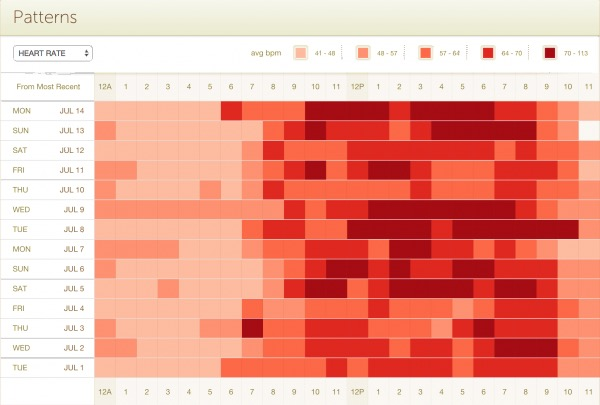 Patterns
HEART RATE avg bpm 41 - 48 48 - 57 57 - 64 64 - 70 70 - 113
From Most Recent 12A 1 2 3 4 5 6 7 8 9 10 11 12P 1 2 3 4 5 6 7 8 9 10 11
MON JUL 14
SUN JUL 13
SAT JUL 12
FRI JUL 11
THU JUL 10
WED JUL 9
TUE JUL 8
MON JUL 7
SUN JUL 6
SAT JUL 5
FRI JUL 4
THU JUL 3
WED JUL 2
TUE JUL 1
12A 1 2 3 4 5 6 7 8 9 10 11 12P 1 2 3 4 5 6 7 8 9 10 11